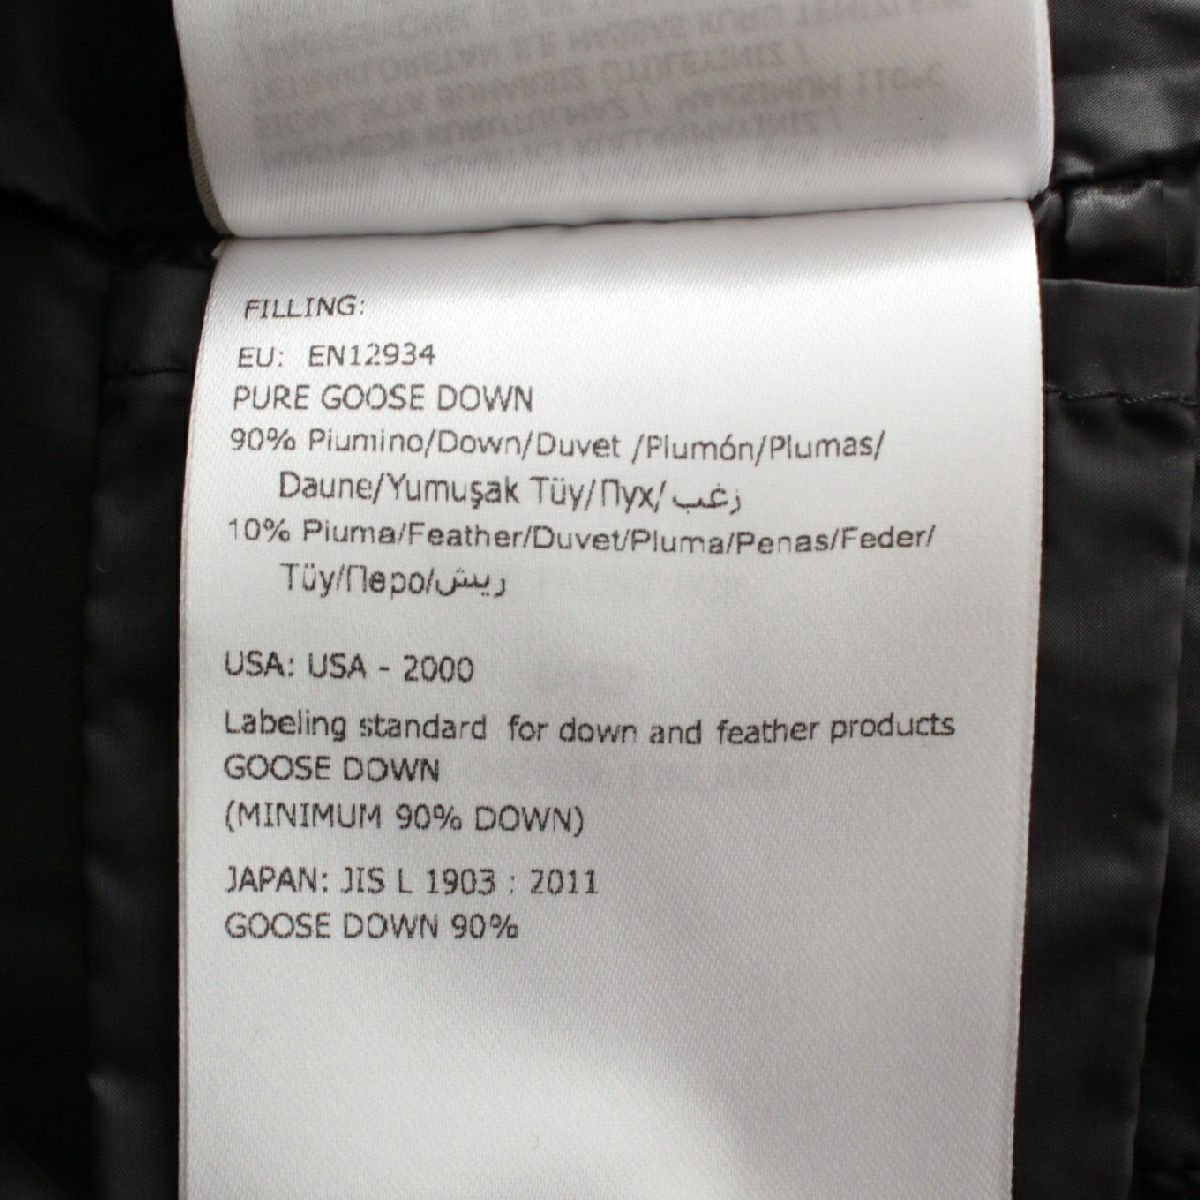 FILLING:
EU: EN12934
PURE GOOSE DOWN
90% Piumino/Down/Duvet /Plumón/Plumas/
Daune/Yumuşak Tüy/Пух/زغب
10% Piuma/Feather/Duvet/Pluma/Penas/Feder/
Tüy/Перо/ريش
USA: USA - 2000
Labeling standard for down and feather products
GOOSE DOWN
(MINIMUM 90% DOWN)
JAPAN: JIS L 1903 : 2011
GOOSE DOWN 90%